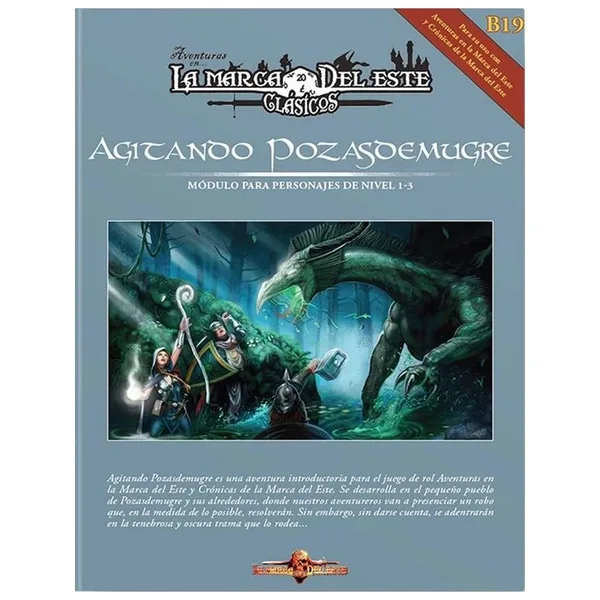 B19
Para su uso con
Aventuras en la Marca del Este
y Crónicas de la Marca del Este
Aventuras
en...
LA MARCA DEL ESTE
20
CLÁSICOS
AGITANDO POZASDEMUGRE
MÓDULO PARA PERSONAJES DE NIVEL 1-3
Agitando Pozasdemugre es una aventura introductoria para el juego de rol Aventuras en
la Marca del Este y Crónicas de la Marca del Este. Se desarrolla en el pequeño pueblo
de Pozasdemugre y sus alrededores, donde nuestros aventureros van a presenciar un robo
que, en la medida de lo posible, resolverán. Sin embargo, sin darse cuenta, se adentrarán
en la tenebrosa y oscura trama que lo rodea...